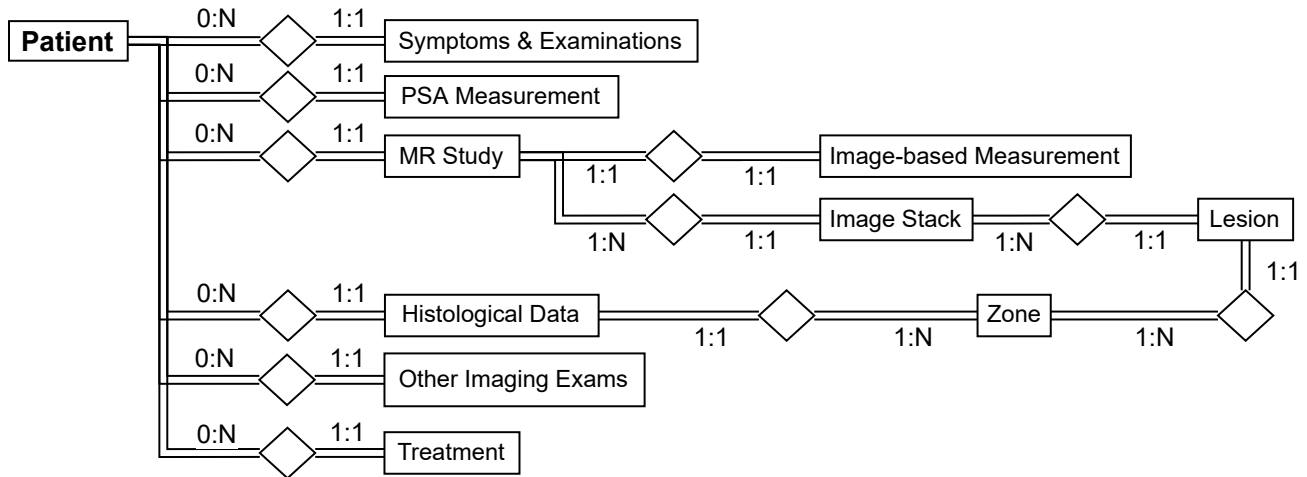 0:N 1:1
Patient Symptoms & Examinations
0:N 1:1
PSA Measurement
0:N 1:1
MR Study Image-based Measurement
1:1 1:1
Image Stack Lesion
1:N 1:1 1:N 1:1
1:1
0:N 1:1
Histological Data Zone
1:1 1:N 1:N
0:N 1:1
Other Imaging Exams
0:N 1:1
Treatment